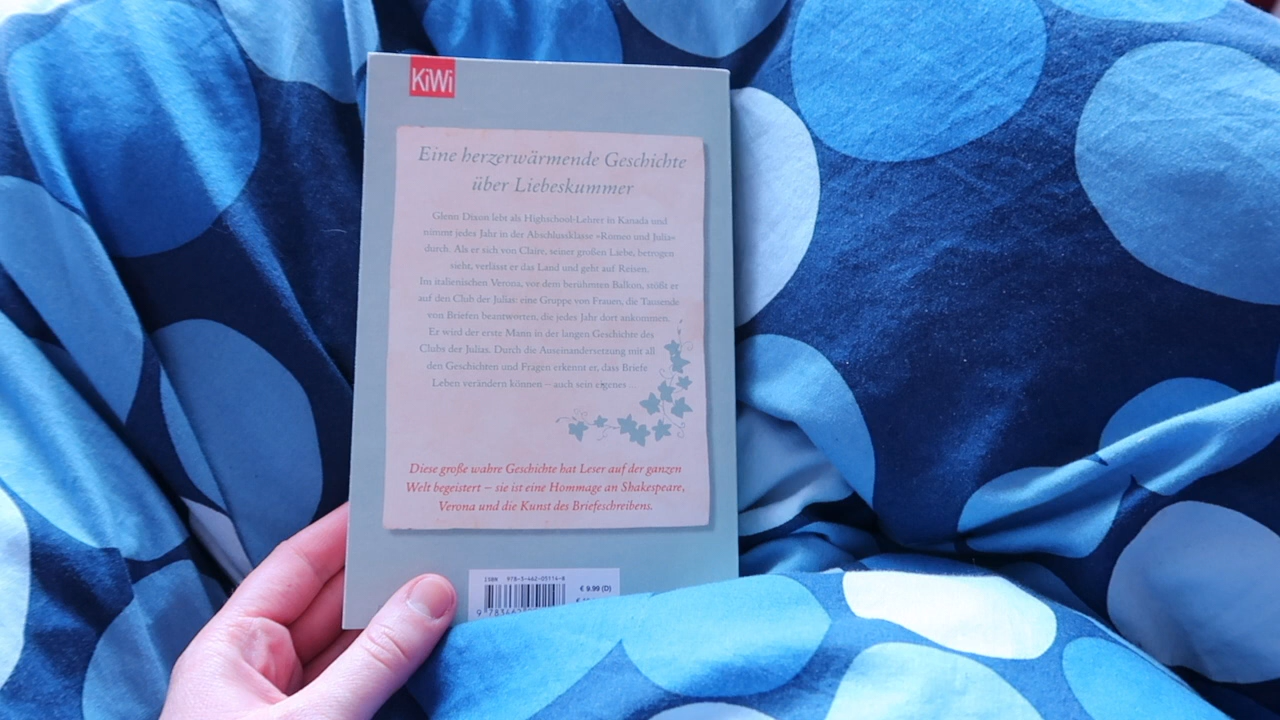 KiWi
Eine herzerwärmende Geschichte
über Liebeskummer
Glenn Dixon lebt als Highschool-Lehrer in Kanada und
nimmt jedes Jahr in der Abschlussklasse »Romeo und Julia«
durch. Als er sich von Claire, seiner großen Liebe, betrogen
sieht, verlässt er das Land und geht auf Reisen.
Im italienischen Verona, vor dem berühmten Balkon, stößt er
auf den Club der Julias: eine Gruppe von Frauen, die Tausende
von Briefen beantworten, die jedes Jahr dort ankommen.
Er wird der erste Mann in der langen Geschichte des
Clubs der Julias. Durch die Auseinandersetzung mit all
den Geschichten und Fragen erkennt er, dass Briefe
Leben verändern können – auch sein eigenes ...
Diese große wahre Geschichte hat Leser auf der ganzen
Welt begeistert – sie ist eine Hommage an Shakespeare,
Verona und die Kunst des Briefeschreibens.
ISBN 978-3-462-05114-8
€ 9.99 (D)